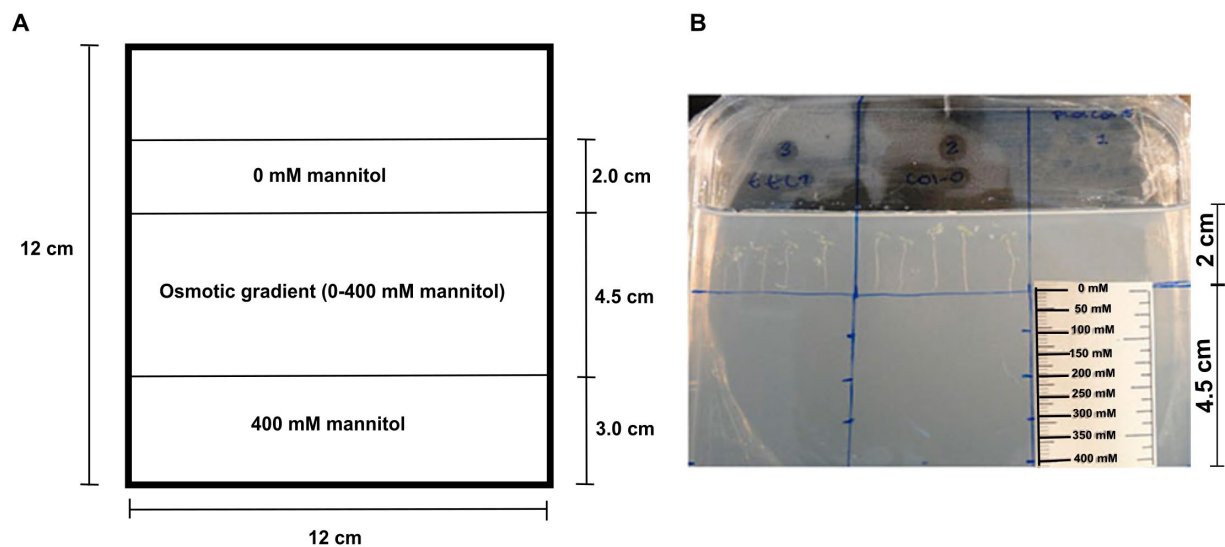 A
12 cm
0 mM mannitol
2.0 cm
Osmotic gradient (0-400 mM mannitol)
4.5 cm
400 mM mannitol
3.0 cm
12 cm
B
3
2
1
Col-0
2 cm
0 mM
50 mM
100 mM
150 mM
200 mM
250 mM
300 mM
350 mM
400 mM
4.5 cm